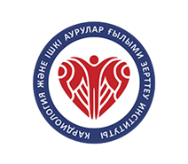 КАРДИОЛОГИЯ ЖӘНЕ ІШКІ АУРУЛАР ҒЫЛЫМИ ЗЕРТТЕУ ИНСТИТУТЫ